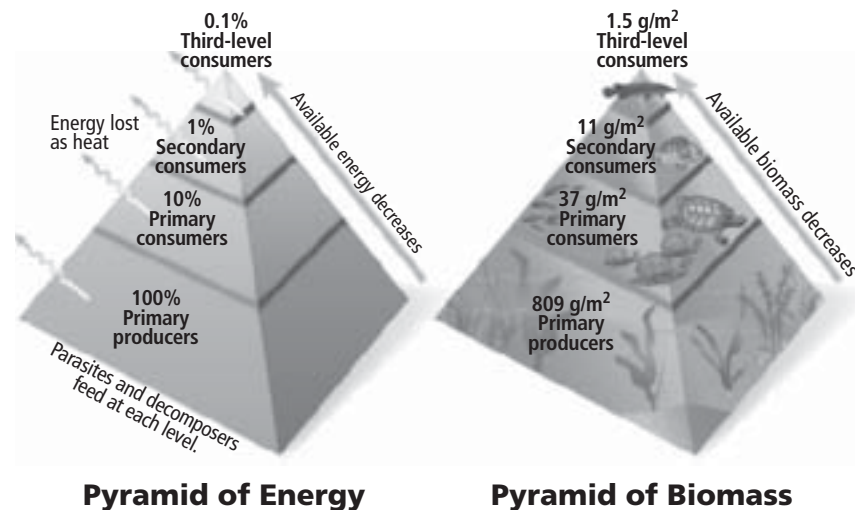 0.1%
Third-level
consumers
Energy lost
as heat
1%
Secondary
consumers
10%
Primary
consumers
100%
Primary
producers
Available energy decreases
Parasites and decomposers
feed at each level.
Pyramid of Energy
1.5 g/m²
Third-level
consumers
11 g/m²
Secondary
consumers
37 g/m²
Primary
consumers
809 g/m²
Primary
producers
Available biomass decreases
Pyramid of Biomass